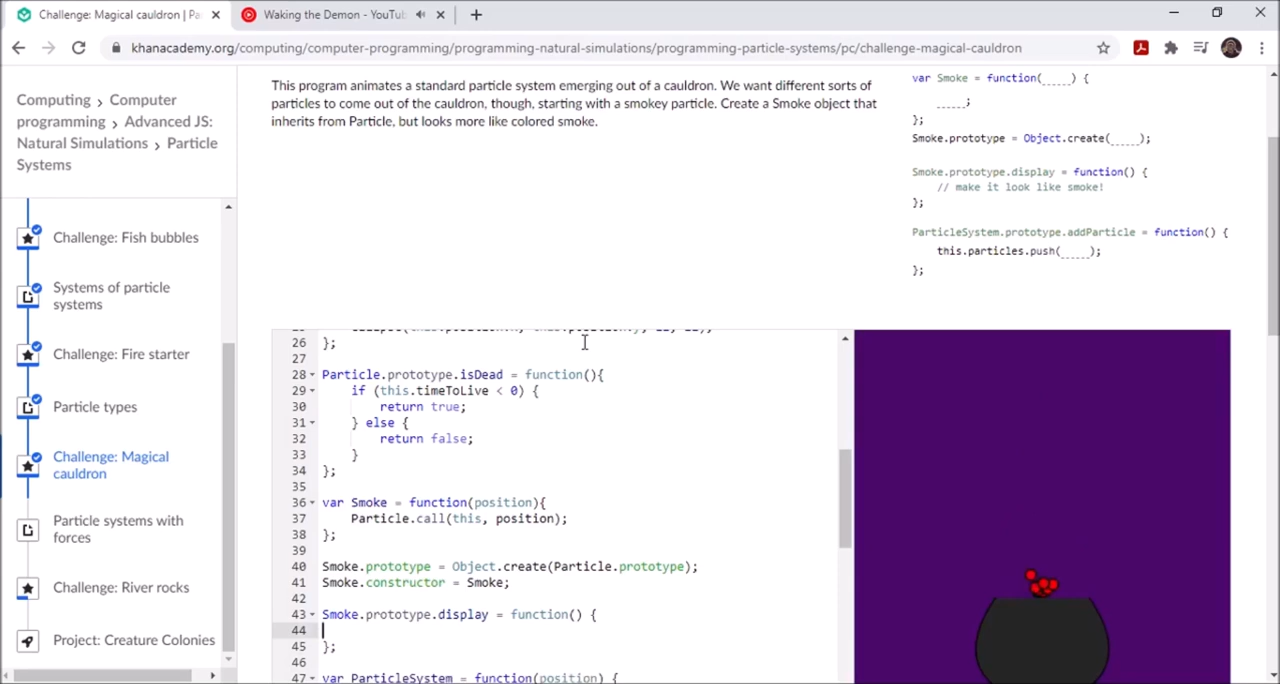 Challenge: Magical cauldron | Pa
Waking the Demon - YouTub
khanacademy.org/computing/computer-programming/programming-natural-simulations/programming-particle-systems/pc/challenge-magical-cauldron
Computing > Computer
programming > Advanced JS:
Natural Simulations > Particle
Systems
Challenge: Fish bubbles
Systems of particle
systems
Challenge: Fire starter
Particle types
Challenge: Magical
cauldron
Particle systems with
forces
Challenge: River rocks
Project: Creature Colonies
This program animates a standard particle system emerging out of a cauldron. We want different sorts of
particles to come out of the cauldron, though, starting with a smokey particle. Create a Smoke object that
inherits from Particle, but looks more like colored smoke.
var Smoke = function(_____) {
_____;
};
Smoke.prototype = Object.create(_____);
Smoke.prototype.display = function() {
// make it look like smoke!
};
ParticleSystem.prototype.addParticle = function() {
this.particles.push(_____);
};
26 };
27
28 Particle.prototype.isDead = function(){
29 if (this.timeToLive < 0) {
30 return true;
31 } else {
32 return false;
33 }
34 };
35
36 var Smoke = function(position){
37 Particle.call(this, position);
38 };
39
40 Smoke.prototype = Object.create(Particle.prototype);
41 Smoke.constructor = Smoke;
42
43 Smoke.prototype.display = function() {
44
45 };
46
47 var ParticleSystem = function(position) {